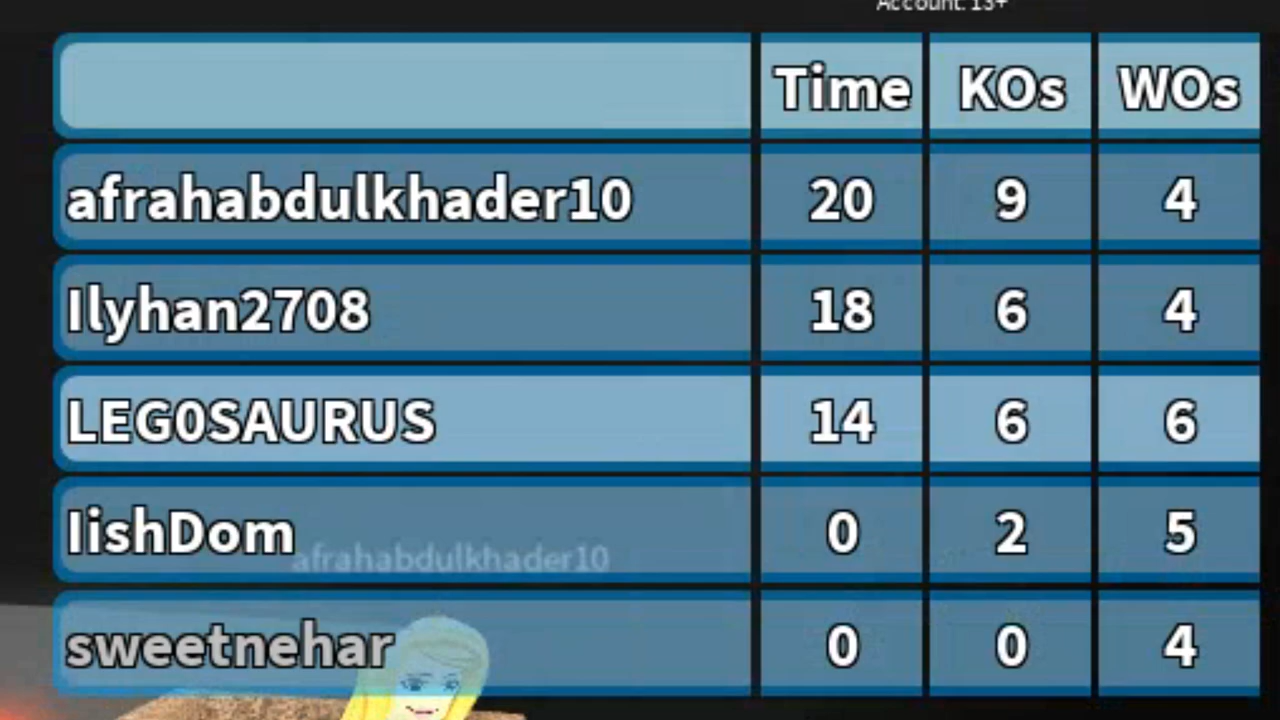 Account: 13+
Time KOs WOs
afrahabdulkhader10 20 9 4
Ilyhan2708 18 6 4
LEG0SAURUS 14 6 6
IishDom 0 2 5
afrahabdulkhader10
sweetnehar 0 0 4